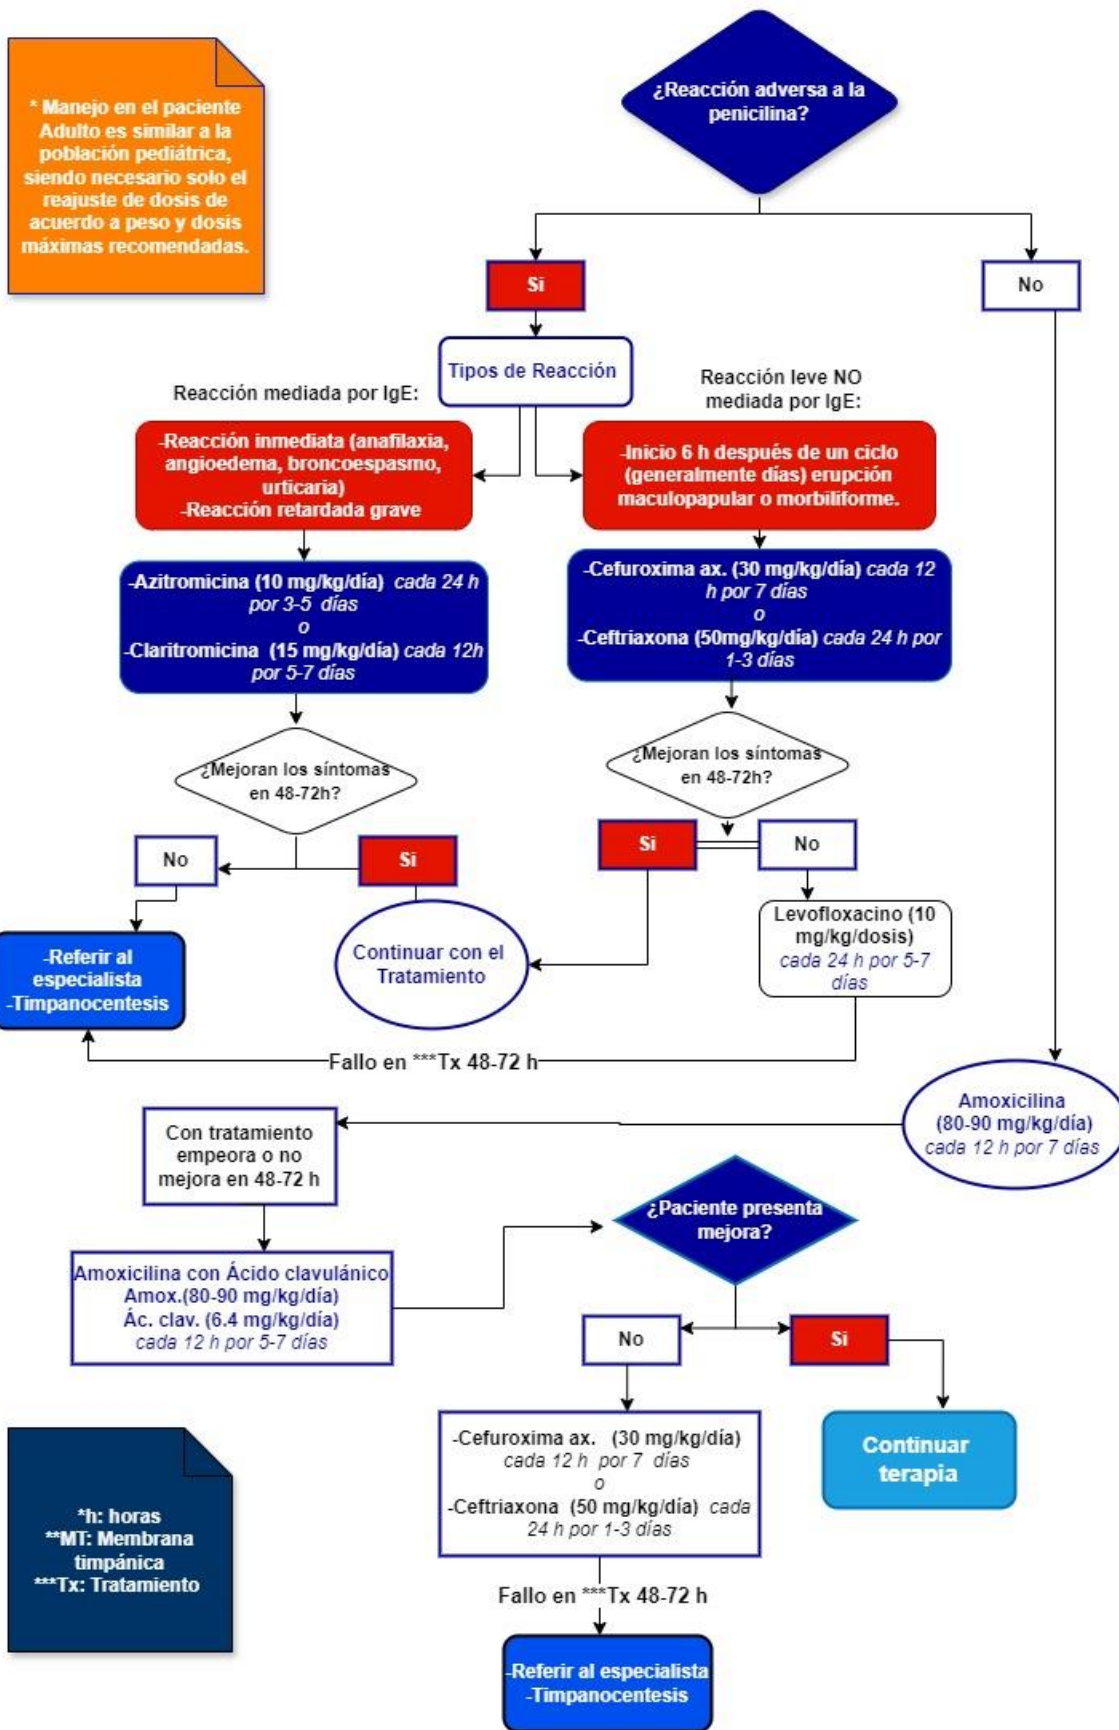 * Manejo en el paciente
Adulto es similar a la
población pediátrica,
siendo necesario solo el
reajuste de dosis de
acuerdo a peso y dosis
máximas recomendadas.
¿Reacción adversa a la
penicilina?
Si
No
Tipos de Reacción
Reacción mediada por IgE:
Reacción leve NO
mediada por IgE:
-Reacción inmediata (anafilaxia,
angioedema, broncoespasmo,
urticaria)
-Reacción retardada grave
-Inicio 6 h después de un ciclo
(generalmente días) erupción
maculopapular o morbiliforme.
-Azitromicina (10 mg/kg/día) cada 24 h
por 3-5 días
o
-Claritromicina (15 mg/kg/día) cada 12h
por 5-7 días
-Cefuroxima ax. (30 mg/kg/día) cada 12
h por 7 días
o
-Ceftriaxona (50mg/kg/día) cada 24 h por
1-3 días
¿Mejoran los síntomas
en 48-72h?
¿Mejoran los síntomas
en 48-72h?
No
Si
Si
No
-Referir al
especialista
-Timpanocentesis
Continuar con el
Tratamiento
Levofloxacino (10
mg/kg/dosis)
cada 24 h por 5-7
días
Fallo en ***Tx 48-72 h
Amoxicilina
(80-90 mg/kg/día)
cada 12 h por 7 días
Con tratamiento
empeora o no
mejora en 48-72 h
¿Paciente presenta
mejora?
Amoxicilina con Ácido clavulánico
Amox.(80-90 mg/kg/día)
Ác. clav. (6.4 mg/kg/día)
cada 12 h por 5-7 días
No
Si
-Cefuroxima ax. (30 mg/kg/día)
cada 12 h por 7 días
o
-Ceftriaxona (50 mg/kg/día) cada
24 h por 1-3 días
Continuar
terapia
*h: horas
**MT: Membrana
timpánica
***Tx: Tratamiento
Fallo en ***Tx 48-72 h
-Referir al especialista
-Timpanocentesis